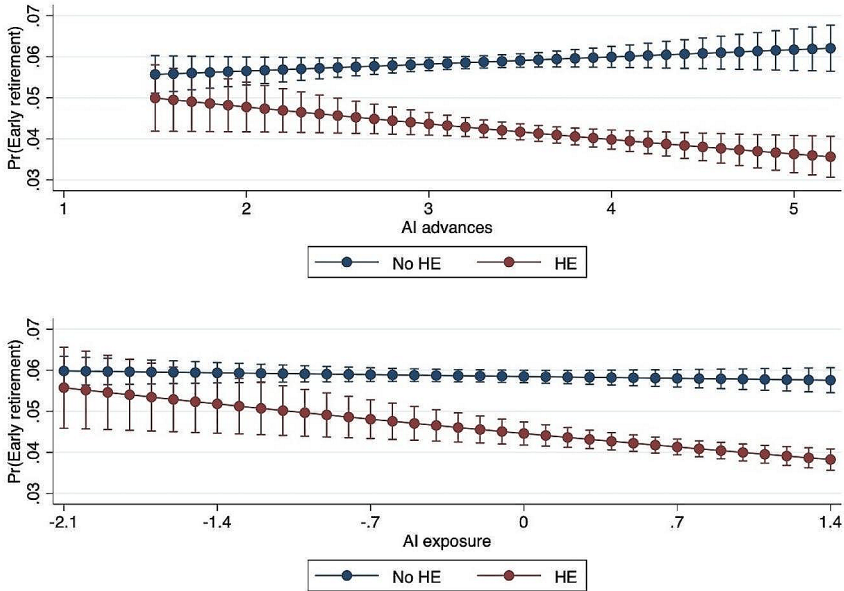 Pr(Early retirement)
.07
.06
.05
.04
.03
1 2 3 4 5
AI advances
No HE HE
Pr(Early retirement)
.07
.06
.05
.04
.03
-2.1 -1.4 -.7 0 .7 1.4
AI exposure
No HE HE